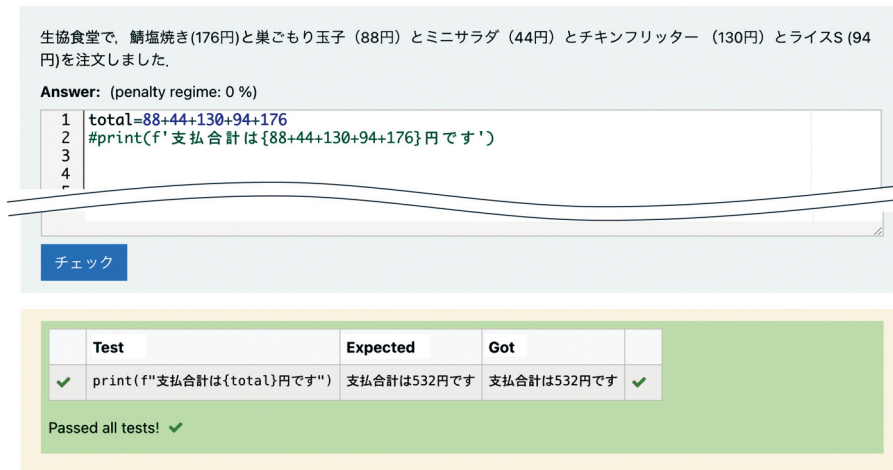 生協食堂で，鯖塩焼き(176円)と巣ごもり玉子（88円）とミニサラダ（44円）とチキンフリッター （130円）とライスS (94
円)を注文しました．
Answer: (penalty regime: 0 %)
1 total=88+44+130+94+176
2 #print(f'支払合計は{88+44+130+94+176}円です')
3
4
チェック
Test Expected Got
print(f"支払合計は{total}円です") 支払合計は532円です 支払合計は532円です
Passed all tests!